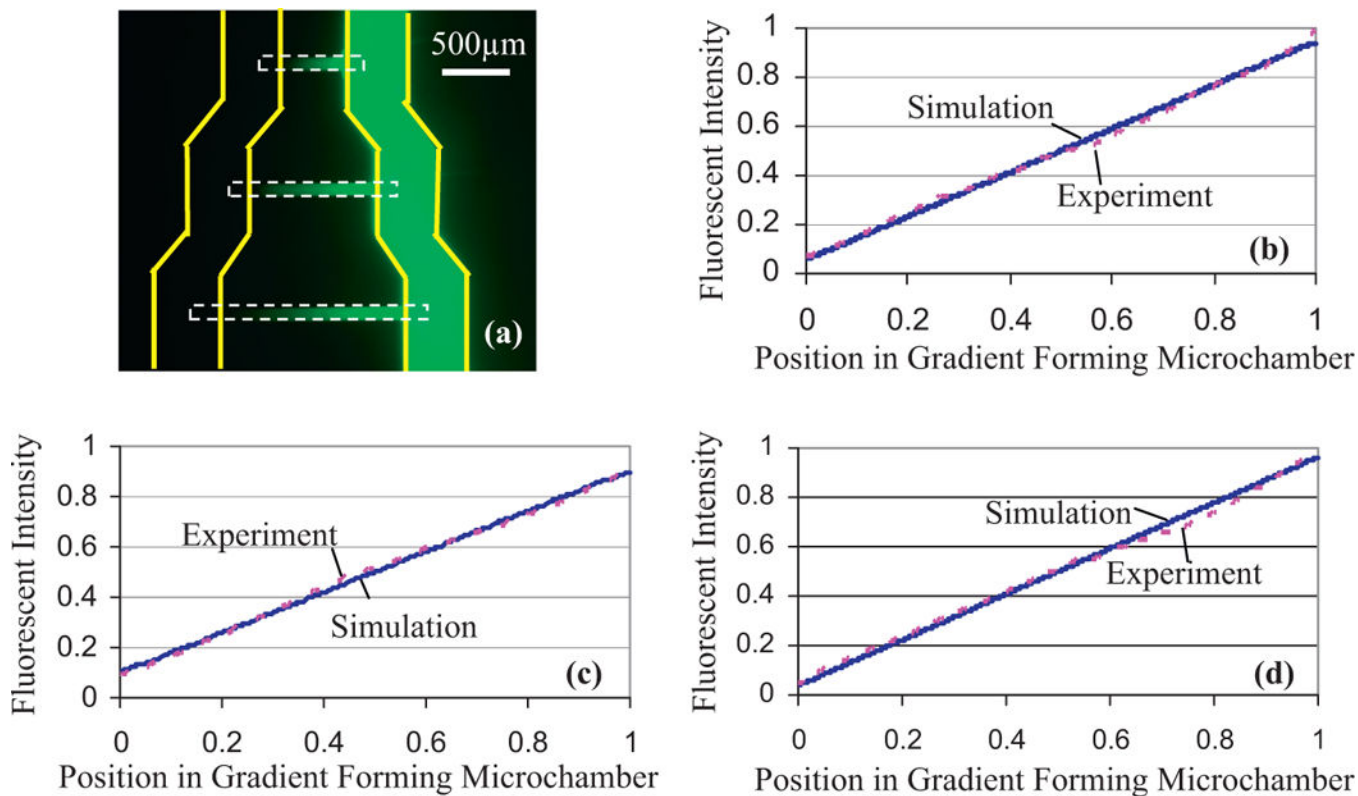 500µm
(a)
Fluorescent Intensity
1
0.8
0.6
0.4
0.2
0
Simulation
Experiment
(b)
0 0.2 0.4 0.6 0.8 1
Position in Gradient Forming Microchamber
Fluorescent Intensity
1
0.8
0.6
0.4
0.2
0
Experiment
Simulation
(c)
0 0.2 0.4 0.6 0.8 1
Position in Gradient Forming Microchamber
Fluorescent Intensity
1
0.8
0.6
0.4
0.2
0
Simulation
Experiment
(d)
0 0.2 0.4 0.6 0.8 1
Position in Gradient Forming Microchamber